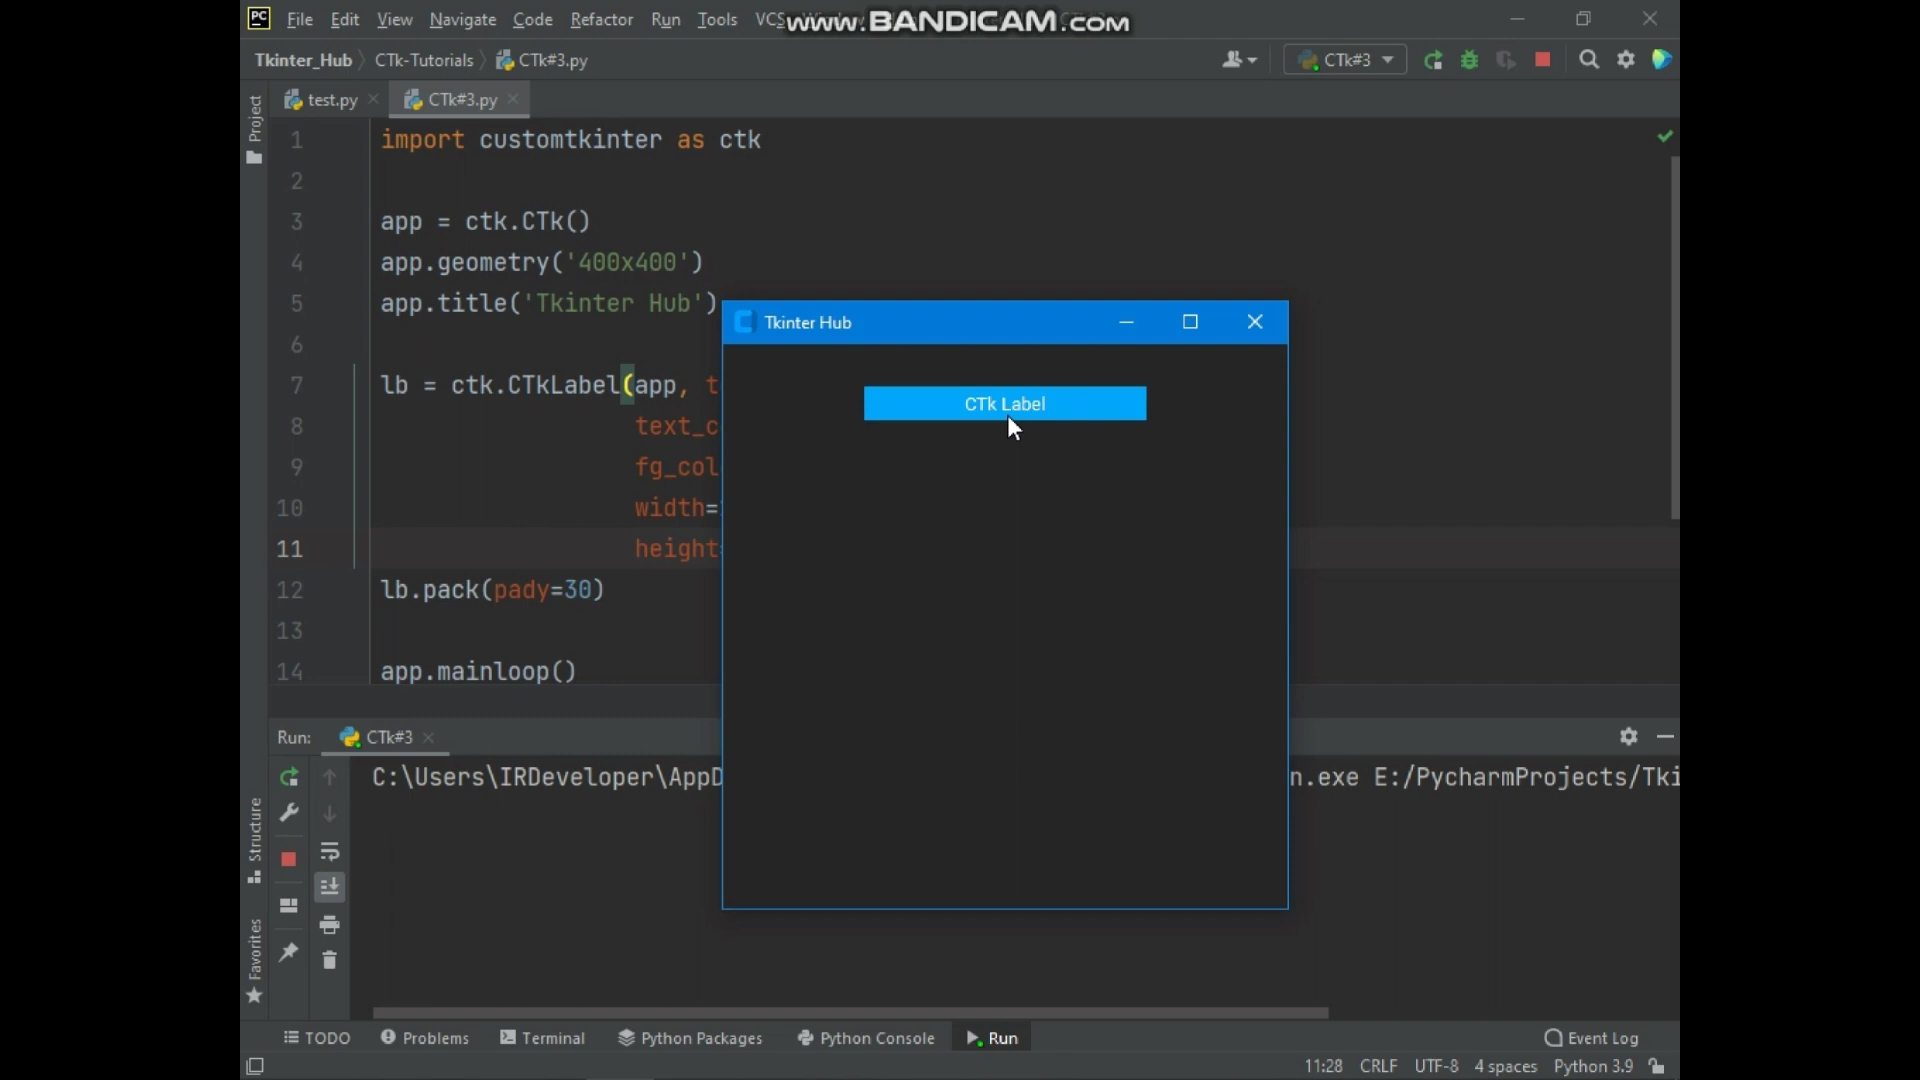 PC File Edit View Navigate Code Refactor Run Tools VCS
www.BANDICAM.com
Tkinter_Hub CTk-Tutorials CTk#3.py
CTk#3
test.py CTk#3.py
Project
1 import customtkinter as ctk
2
3 app = ctk.CTk()
4 app.geometry('400x400')
5 app.title('Tkinter Hub')
6
7 lb = ctk.CTkLabel(app, t
8 text_c
9 fg_col
10 width=
11 height=
12 lb.pack(pady=30)
13
14 app.mainloop()
Tkinter Hub
CTk Label
Run: CTk#3
C:\Users\IRDeveloper\AppD
n.exe E:/PycharmProjects/Tki
Structure
Favorites
TODO Problems Terminal Python Packages Python Console Run Event Log
11:28 CRLF UTF-8 4 spaces Python 3.9